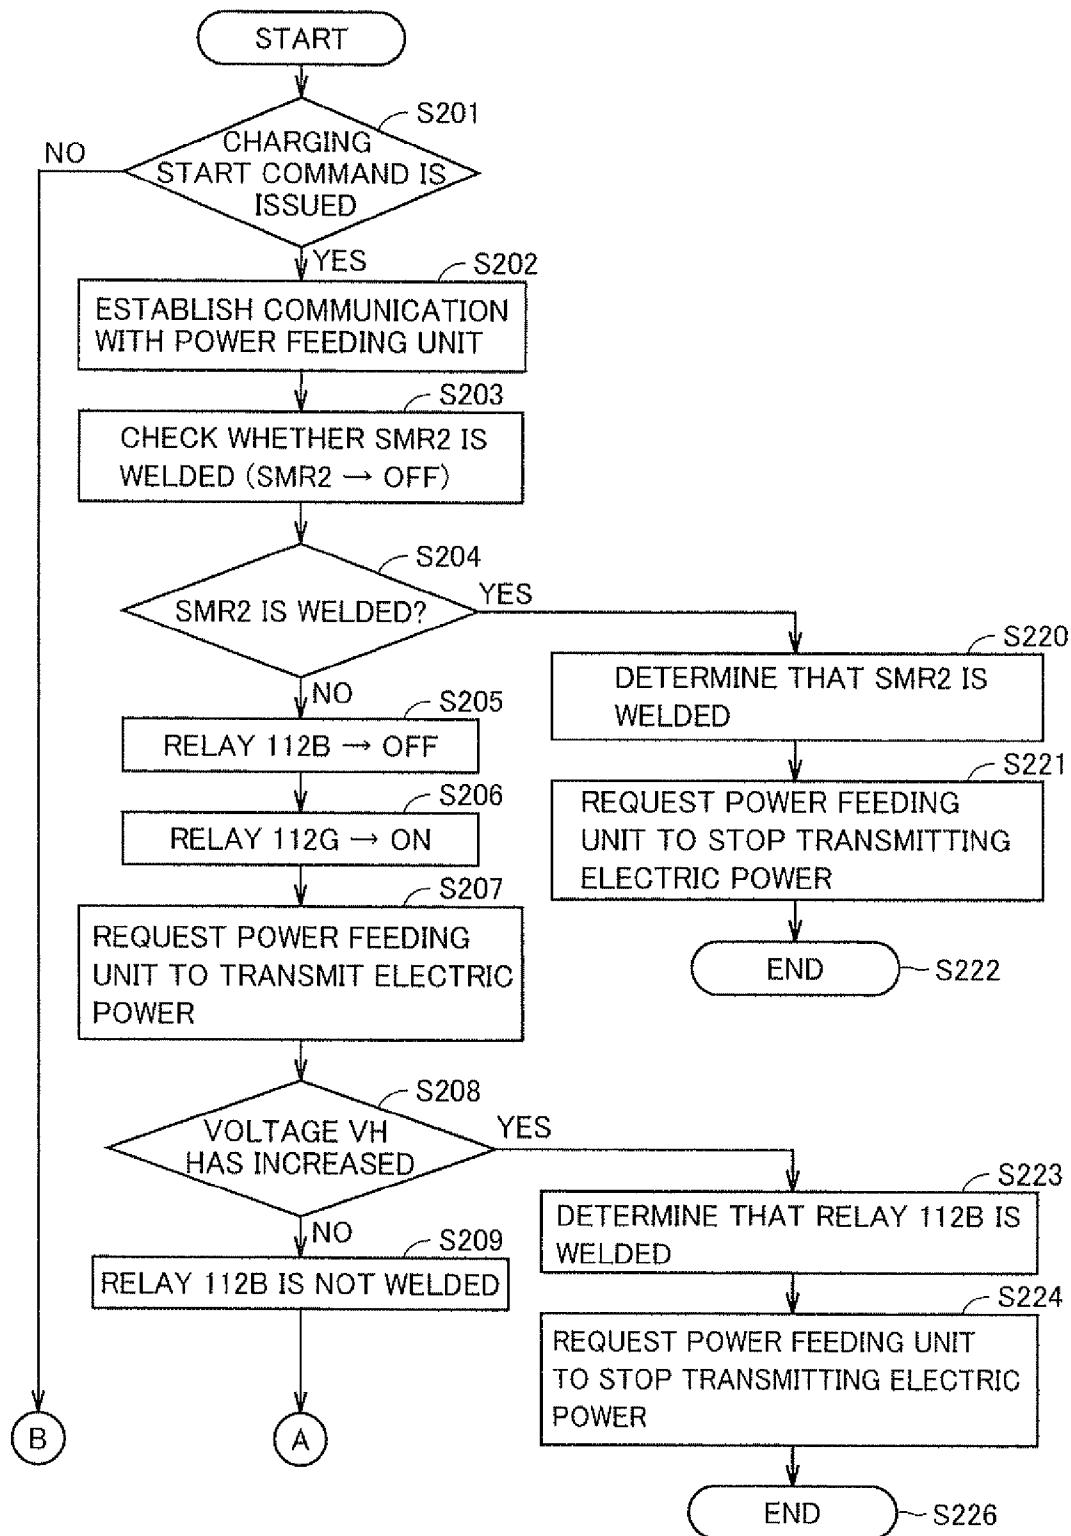 START
S201
CHARGING
START COMMAND IS
ISSUED
NO
YES
S202
ESTABLISH COMMUNICATION
WITH POWER FEEDING UNIT
S203
CHECK WHETHER SMR2 IS
WELDED (SMR2 → OFF)
S204
SMR2 IS WELDED?
YES
NO
S220
DETERMINE THAT SMR2 IS
WELDED
S205
RELAY 112B → OFF
S221
REQUEST POWER FEEDING
UNIT TO STOP TRANSMITTING
ELECTRIC POWER
S206
RELAY 112G → ON
S207
REQUEST POWER FEEDING
UNIT TO TRANSMIT ELECTRIC
POWER
END
S222
S208
VOLTAGE VH
HAS INCREASED
YES
NO
S223
DETERMINE THAT RELAY 112B IS
WELDED
S209
RELAY 112B IS NOT WELDED
S224
REQUEST POWER FEEDING UNIT
TO STOP TRANSMITTING ELECTRIC
POWER
B
A
END
S226